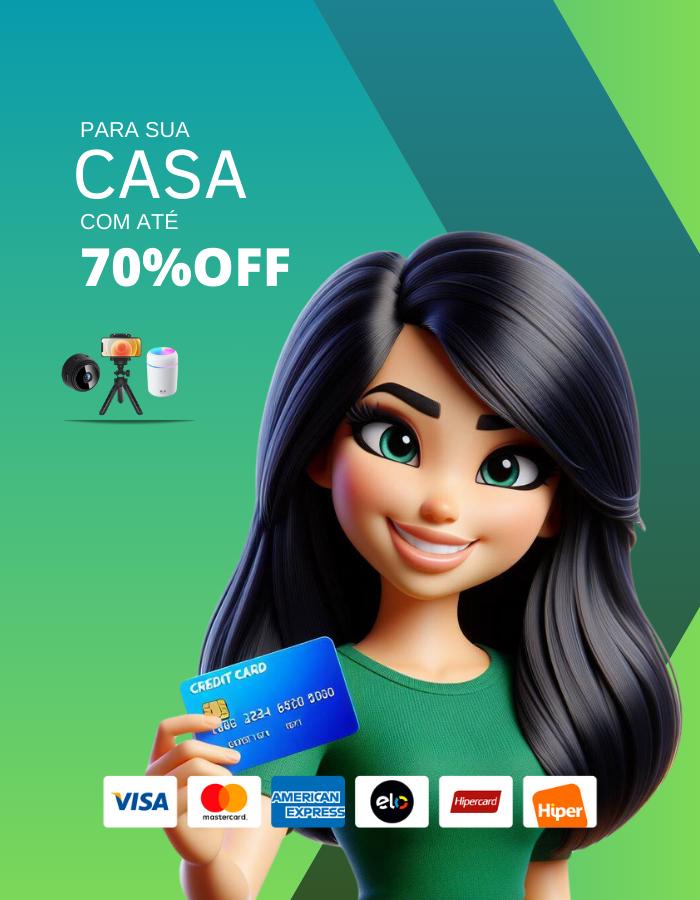 PARA SUA
CASA
COM ATÉ
70%OFF
CREDIT CARD
VISA
mastercard.
AMERICAN
EXPRESS
elo
Hipercard
Hiper